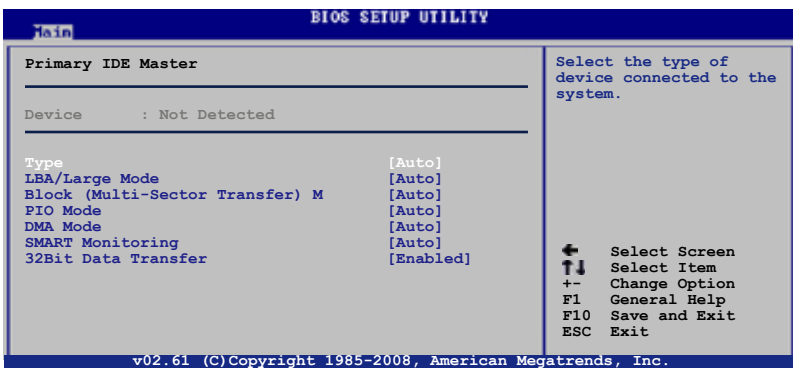 BIOS SETUP UTILITY
Main
Primary IDE Master
Device : Not Detected
Type [Auto]
LBA/Large Mode [Auto]
Block (Multi-Sector Transfer) M [Auto]
PIO Mode [Auto]
DMA Mode [Auto]
SMART Monitoring [Auto]
32Bit Data Transfer [Enabled]
Select the type of
device connected to the
system.
← Select Screen
↑↓ Select Item
+- Change Option
F1 General Help
F10 Save and Exit
ESC Exit
v02.61 (C)Copyright 1985-2008, American Megatrends, Inc.